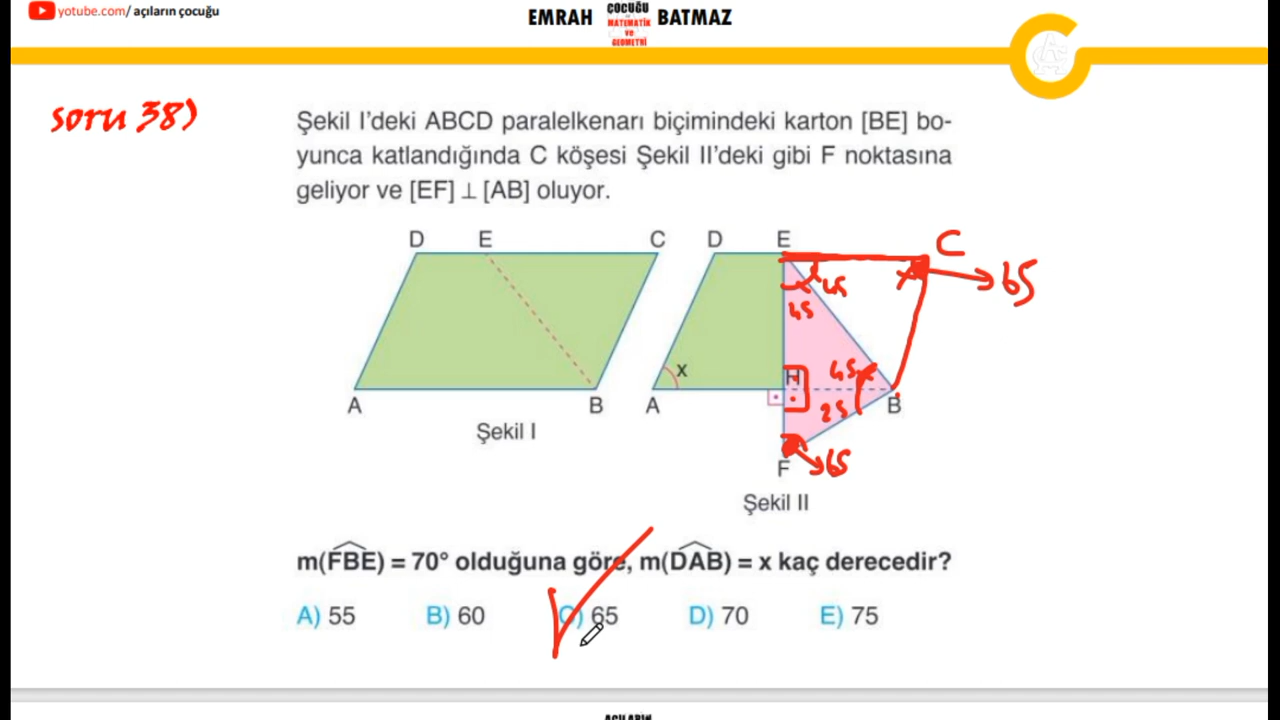 yotube.com/ açıların çocuğu
EMRAH
ÇOCUĞU
MATEMATİK
ve
GEOMETRİ
BATMAZ
soru 38)
Şekil I'deki ABCD paralelkenarı biçimindeki karton [BE] bo-
yunca katlandığında C köşesi Şekil II'deki gibi F noktasına
geliyor ve [EF] ⊥ [AB] oluyor.
D E C D E C
65
45
45
x H 45
25
A B A B
Şekil I
65
F
Şekil II
m(FBE) = 70° olduğuna göre, m(DAB) = x kaç derecedir?
A) 55 B) 60 C) 65 D) 70 E) 75
AÇILARIN